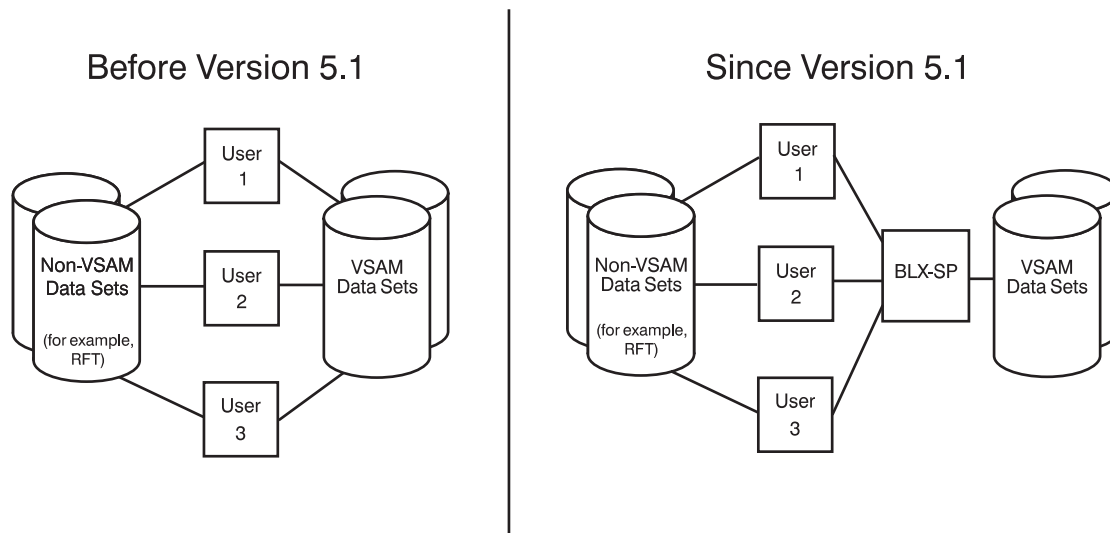 Before Version 5.1
User
1
Non-VSAM
Data Sets
(for example,
RFT)
User
2
VSAM
Data Sets
User
3
Since Version 5.1
User
1
Non-VSAM
Data Sets
(for example,
RFT)
User
2
BLX-SP
VSAM
Data Sets
User
3